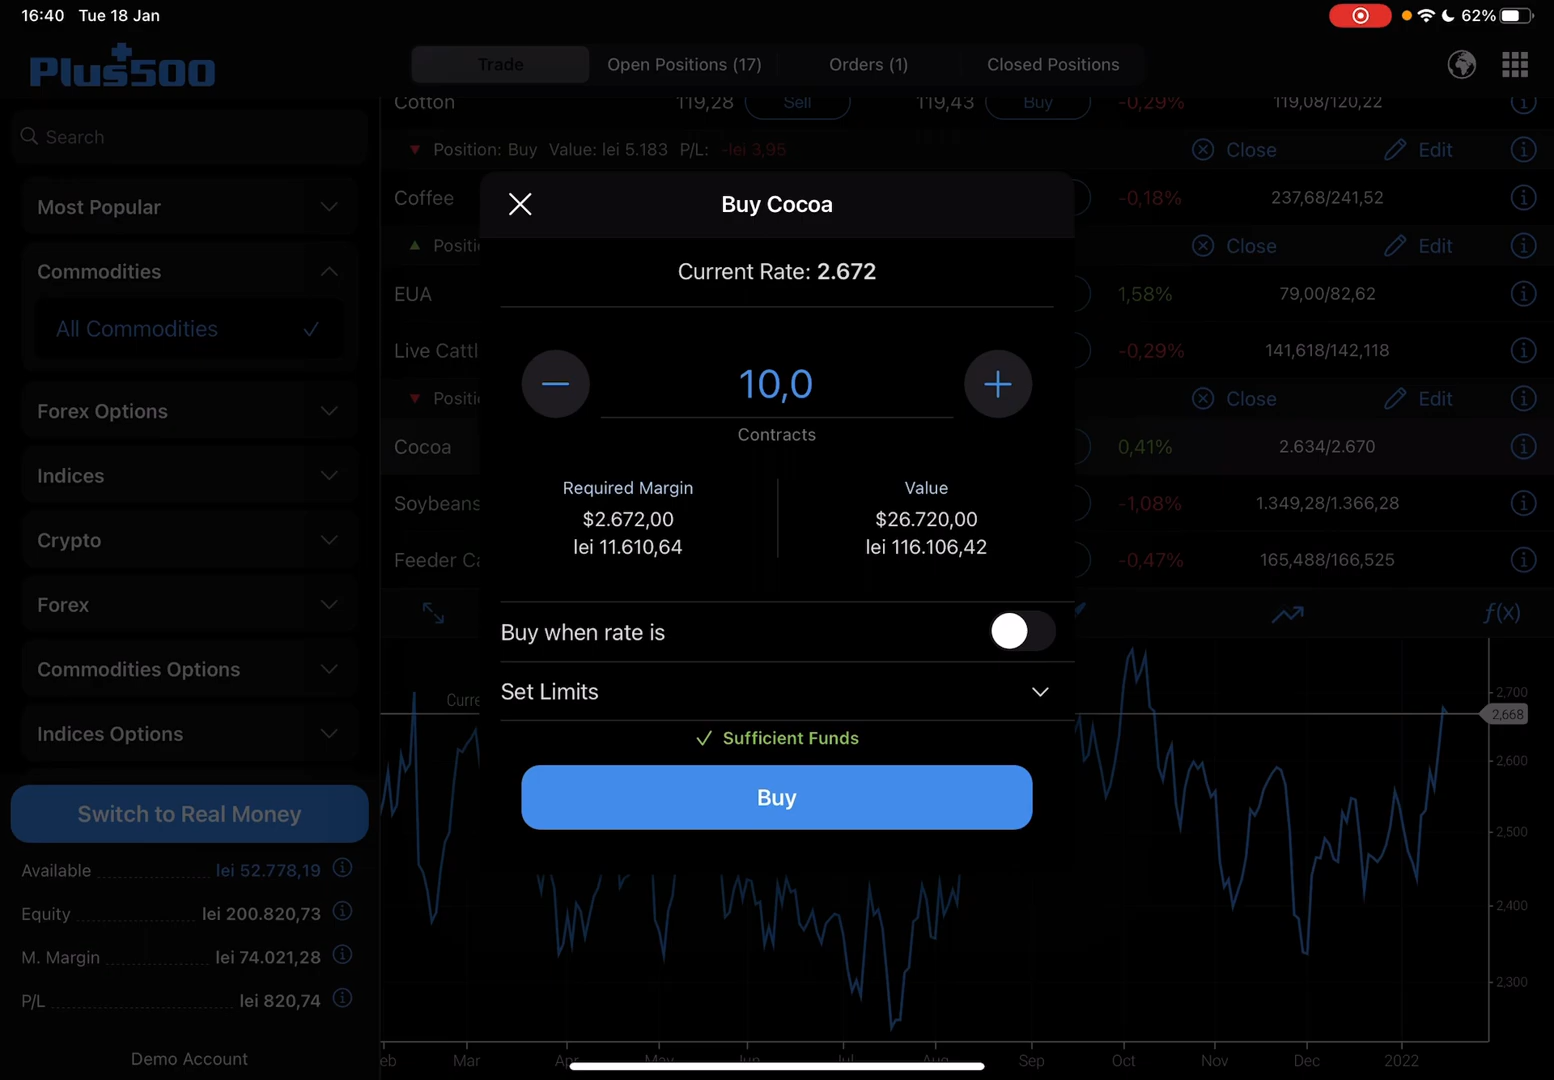 16:40 Tue 18 Jan 62%
Plus500
Trade Open Positions (17) Orders (1) Closed Positions
Search
Most Popular
Commodities
All Commodities
Forex Options
Indices
Crypto
Forex
Commodities Options
Indices Options
Switch to Real Money
Available lei 52.778,19
Equity lei 200.820,73
M. Margin lei 74.021,28
P/L lei 820,74
Demo Account
Cotton 119,28 Sell 119,43 Buy -0,29% 119,08/120,22
Position: Buy Value: lei 5.183 P/L: -lei 3,95 Close Edit
Coffee -0,18% 237,68/241,52
Positi Close Edit
EUA 1,58% 79,00/82,62
Live Cattl -0,29% 141,618/142,118
Positi Close Edit
Cocoa 0,41% 2.634/2.670
Soybeans -1,08% 1.349,28/1.366,28
Feeder Ca -0,47% 165,488/166,525
Buy Cocoa
Current Rate: 2.672
10,0
Contracts
Required Margin Value
$2.672,00 $26.720,00
lei 11.610,64 lei 116.106,42
Buy when rate is
Set Limits
Sufficient Funds
Buy
f(x)
Curre
2,700
2,668
2,600
2,500
2,400
2,300
eb Mar Apr May Jun Jul Aug Sep Oct Nov Dec 2022